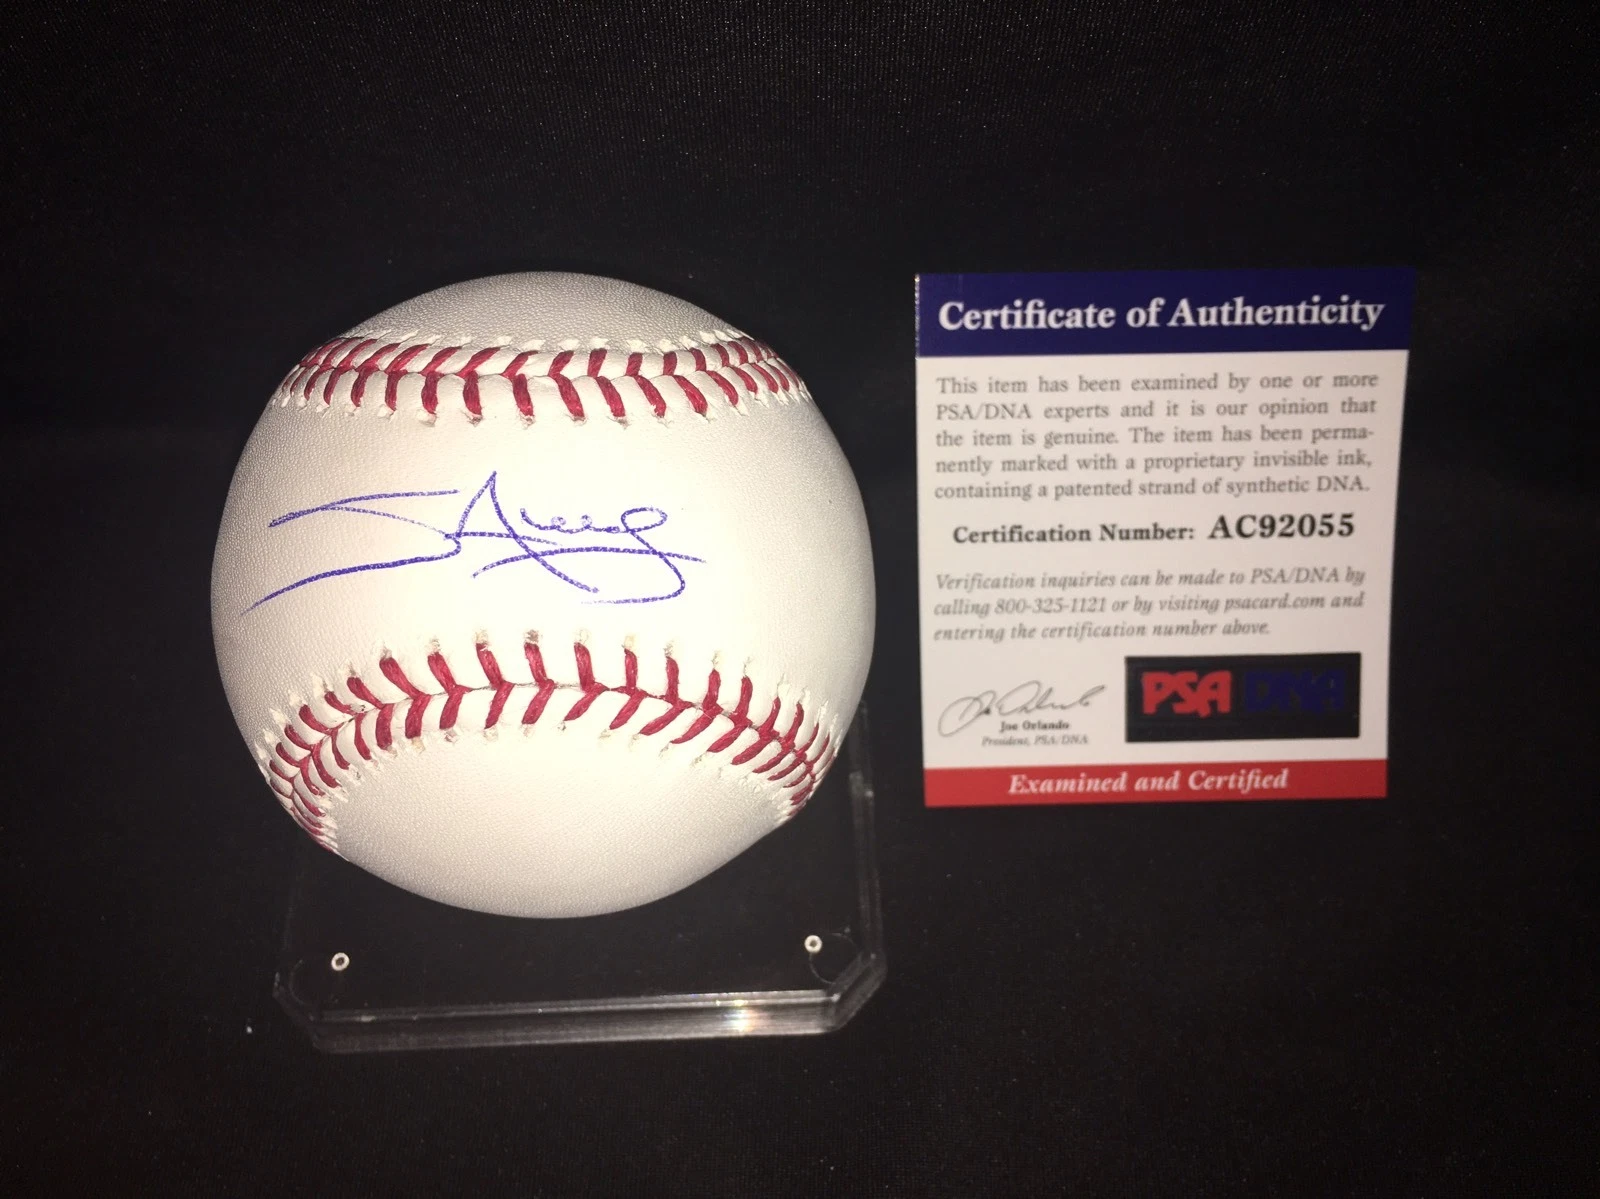 Certificate of Authenticity
This item has been examined by one or more
PSA/DNA experts and it is our opinion that
the item is genuine. The item has been perma-
nently marked with a proprietary invisible ink,
containing a patented strand of synthetic DNA.
Certification Number: AC92055
Verification inquiries can be made to PSA/DNA by
calling 800-325-1121 or by visiting psacard.com and
entering the certification number above.
Joe Orlando
President, PSA/DNA
PSA DNA
Examined and Certified